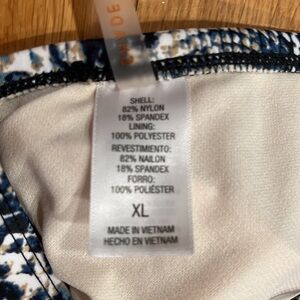 SHELL:
82% NYLON
18% SPANDEX
LINING:
100% POLYESTER
REVESTIMIENTO:
82% NAILON
18% SPANDEX
FORRO:
100% POLIÉSTER
XL
MADE IN VIETNAM
HECHO EN VIETNAM